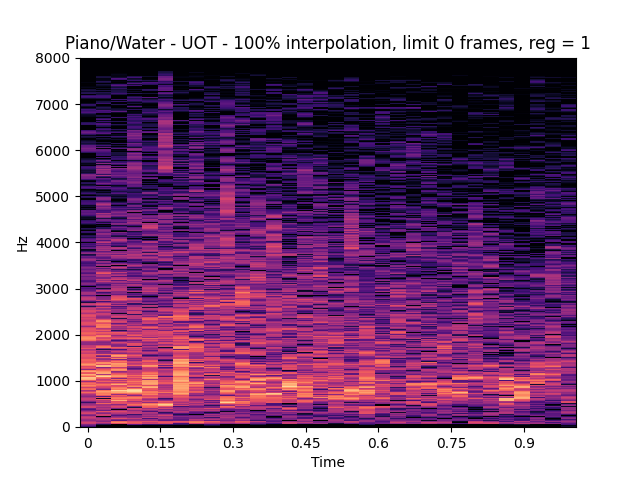 Piano/Water - UOT - 100% interpolation, limit 0 frames, reg = 1
8000
7000
6000
5000
4000
3000
2000
1000
0
Hz
0 0.15 0.3 0.45 0.6 0.75 0.9
Time